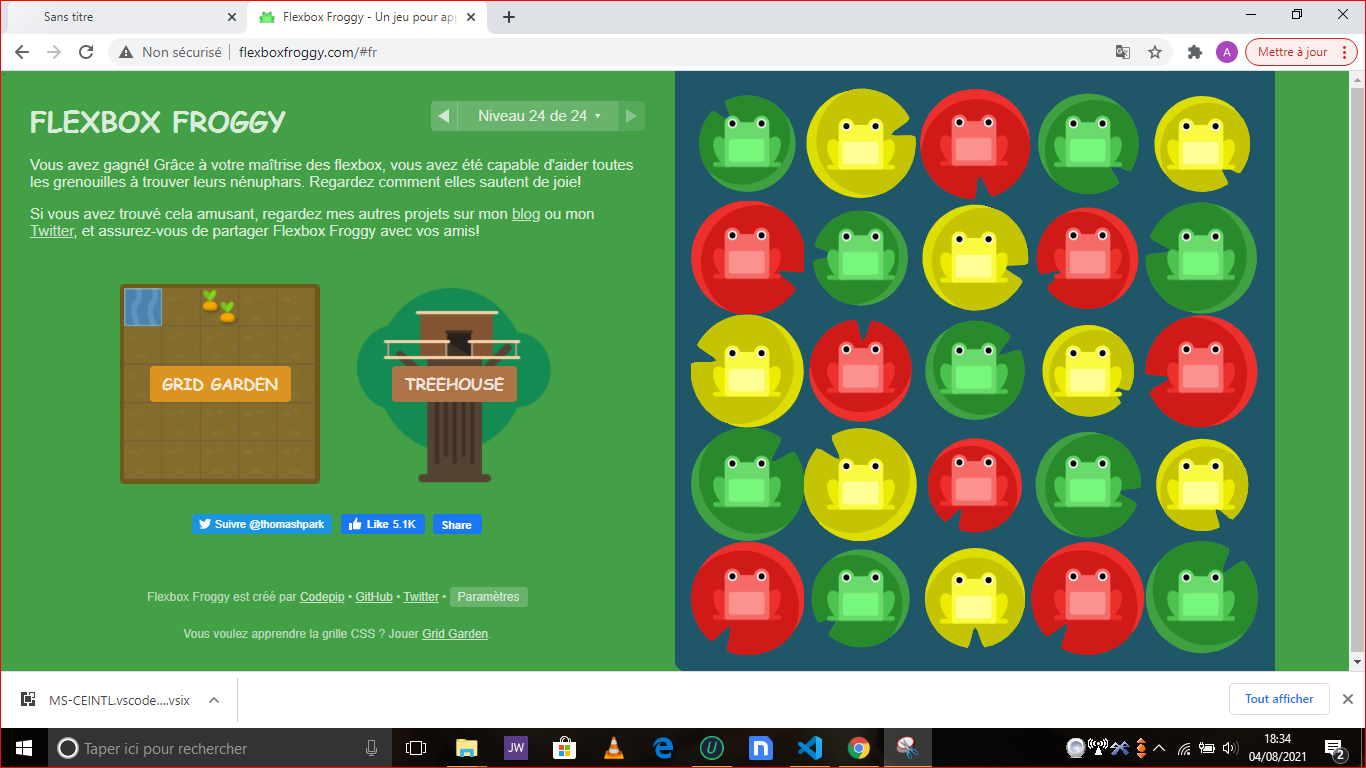 Sans titre
Flexbox Froggy - Un jeu pour app
Non sécurisé
flexboxfroggy.com/#fr
A
Mettre à jour
FLEXBOX FROGGY
Niveau 24 de 24
Vous avez gagné! Grâce à votre maîtrise des flexbox, vous avez été capable d'aider toutes
les grenouilles à trouver leurs nénuphars. Regardez comment elles sautent de joie!
Si vous avez trouvé cela amusant, regardez mes autres projets sur mon blog ou mon
Twitter, et assurez-vous de partager Flexbox Froggy avec vos amis!
GRID GARDEN
TREEHOUSE
Suivre @thomashpark
Like 5.1K
Share
Flexbox Froggy est créé par Codepip • GitHub • Twitter • Paramètres
Vous voulez apprendre la grille CSS ? Jouer Grid Garden.
MS-CEINTL.vscode....vsix
Tout afficher
Taper ici pour rechercher
JW
U
n
18:34
04/08/2021
2